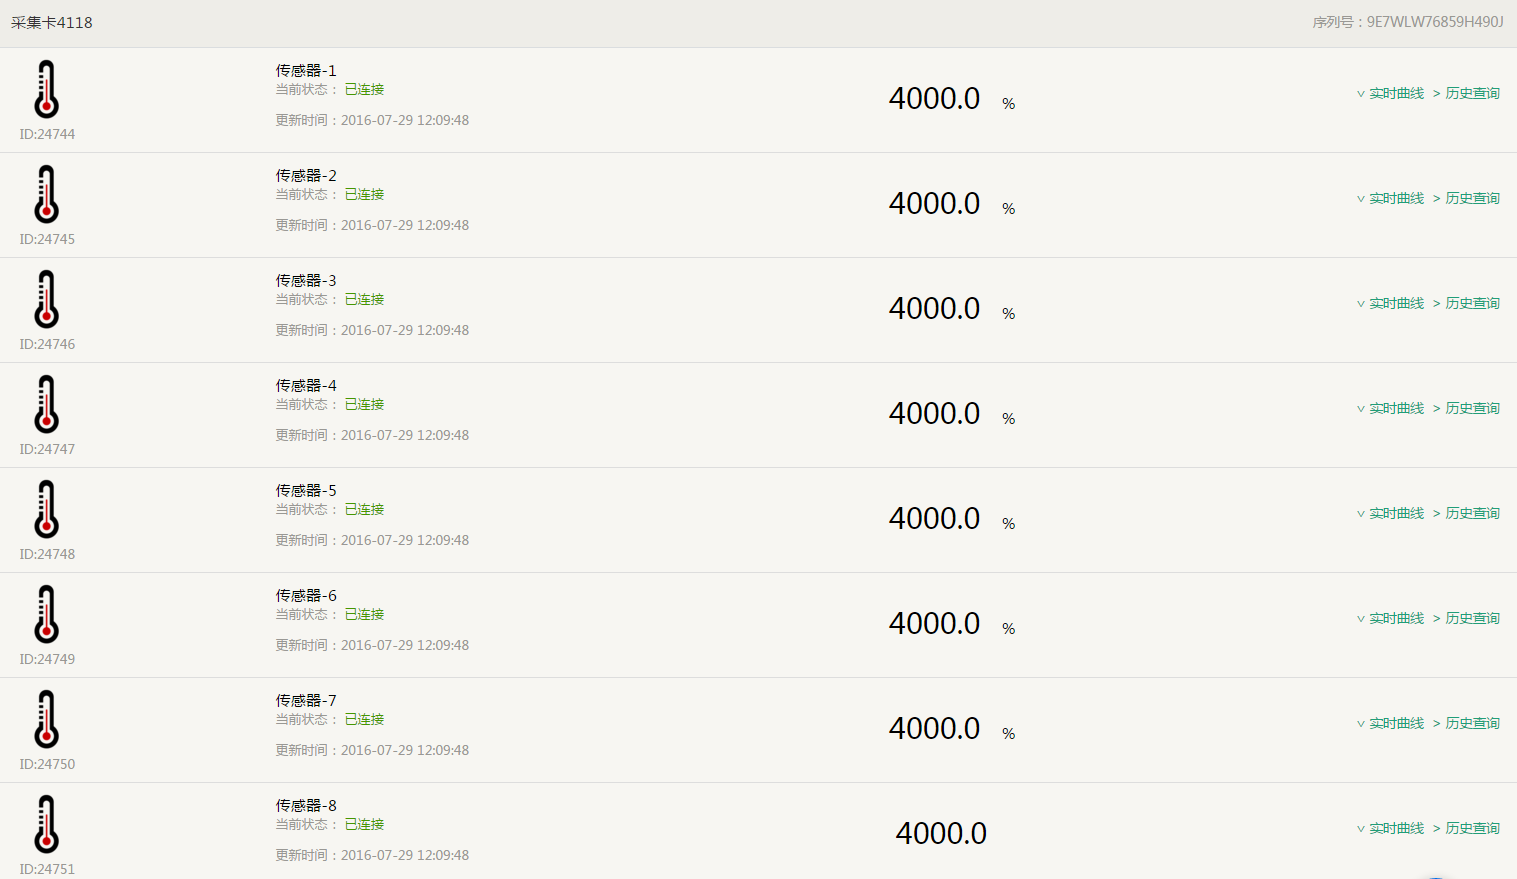 采集卡4118 序列号：9E7WLW76859H490J
传感器-1
当前状态： 已连接
4000.0 %
∨ 实时曲线 > 历史查询
更新时间：2016-07-29 12:09:48
ID:24744
传感器-2
当前状态： 已连接
4000.0 %
∨ 实时曲线 > 历史查询
更新时间：2016-07-29 12:09:48
ID:24745
传感器-3
当前状态： 已连接
4000.0 %
∨ 实时曲线 > 历史查询
更新时间：2016-07-29 12:09:48
ID:24746
传感器-4
当前状态： 已连接
4000.0 %
∨ 实时曲线 > 历史查询
更新时间：2016-07-29 12:09:48
ID:24747
传感器-5
当前状态： 已连接
4000.0 %
∨ 实时曲线 > 历史查询
更新时间：2016-07-29 12:09:48
ID:24748
传感器-6
当前状态： 已连接
4000.0 %
∨ 实时曲线 > 历史查询
更新时间：2016-07-29 12:09:48
ID:24749
传感器-7
当前状态： 已连接
4000.0 %
∨ 实时曲线 > 历史查询
更新时间：2016-07-29 12:09:48
ID:24750
传感器-8
当前状态： 已连接
4000.0
∨ 实时曲线 > 历史查询
更新时间：2016-07-29 12:09:48
ID:24751